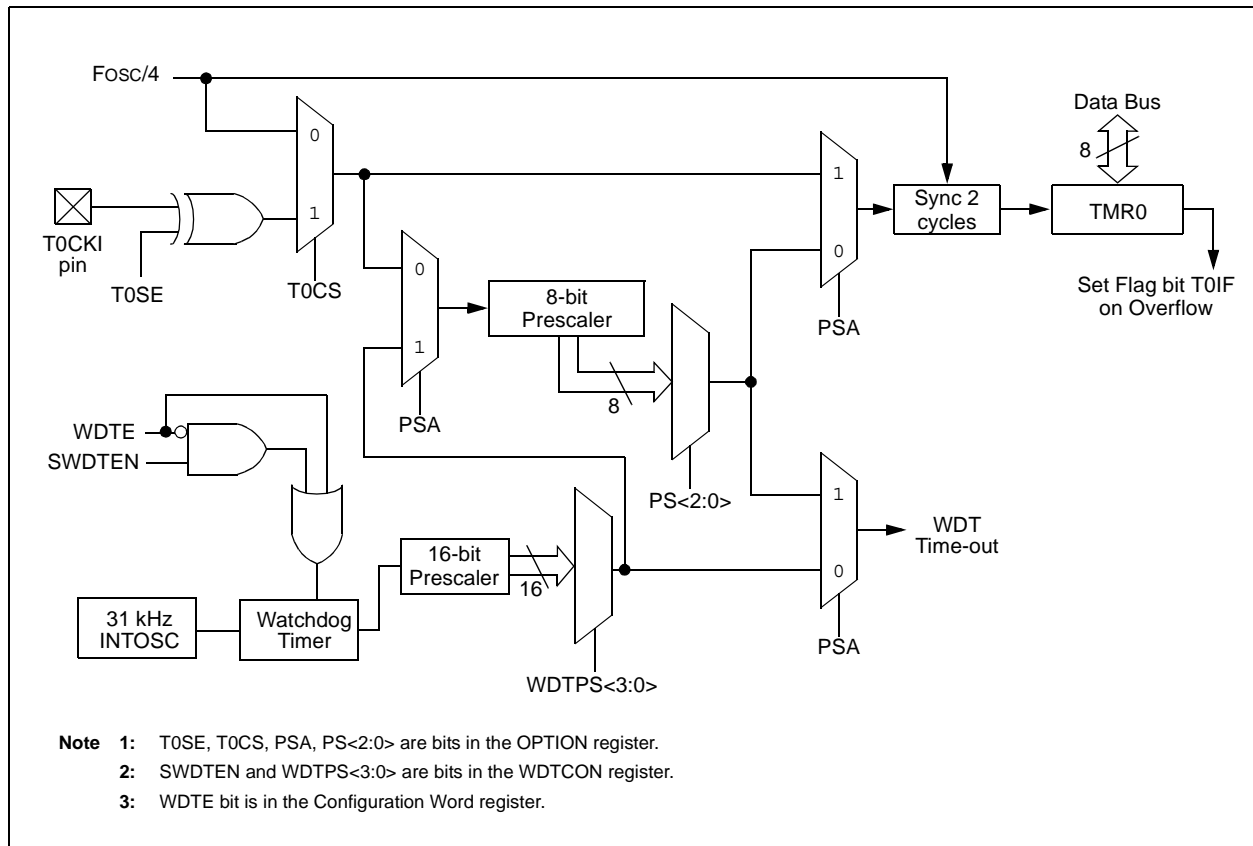 FOSC/4
Data Bus
0
8
1
T0CKI
pin
T0SE
T0CS
1
0
PSA
Sync 2
cycles
TMR0
Set Flag bit T0IF
on Overflow
0
1
PSA
8-bit
Prescaler
8
PS<2:0>
WDTE
SWDTEN
1
0
PSA
WDT
Time-out
16-bit
Prescaler
16
WDTPS<3:0>
31 kHz
INTOSC
Watchdog
Timer
Note 1: T0SE, T0CS, PSA, PS<2:0> are bits in the OPTION register.
2: SWDTEN and WDTPS<3:0> are bits in the WDTCON register.
3: WDTE bit is in the Configuration Word register.